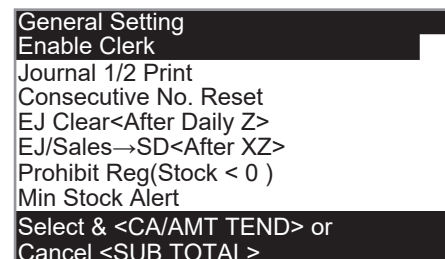 General Setting
Enable Clerk
Journal 1/2 Print
Consecutive No. Reset
EJ Clear<After Daily Z>
EJ/Sales→SD<After XZ>
Prohibit Reg(Stock < 0 )
Min Stock Alert
Select & <CA/AMT TEND> or
Cancel <SUB TOTAL>